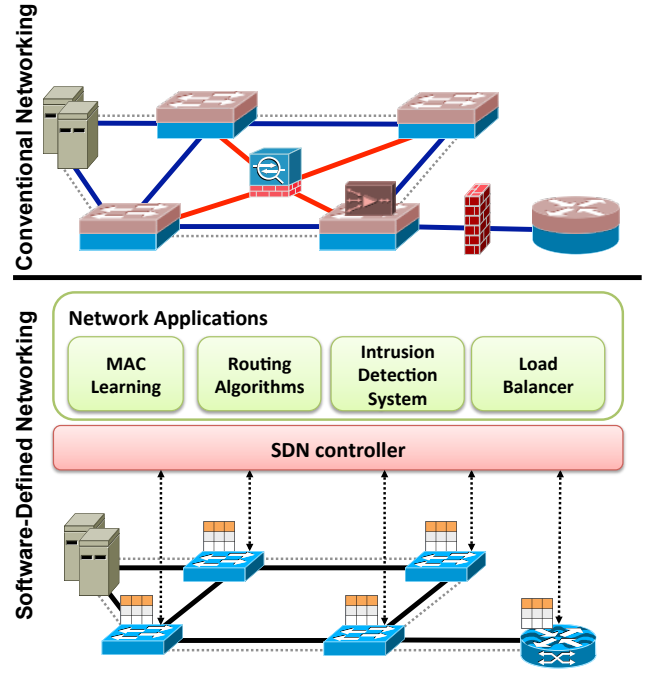 Conventional Networking
Software-Defined Networking
Network Applications
MAC
Learning
Routing
Algorithms
Intrusion
Detection
System
Load
Balancer
SDN controller